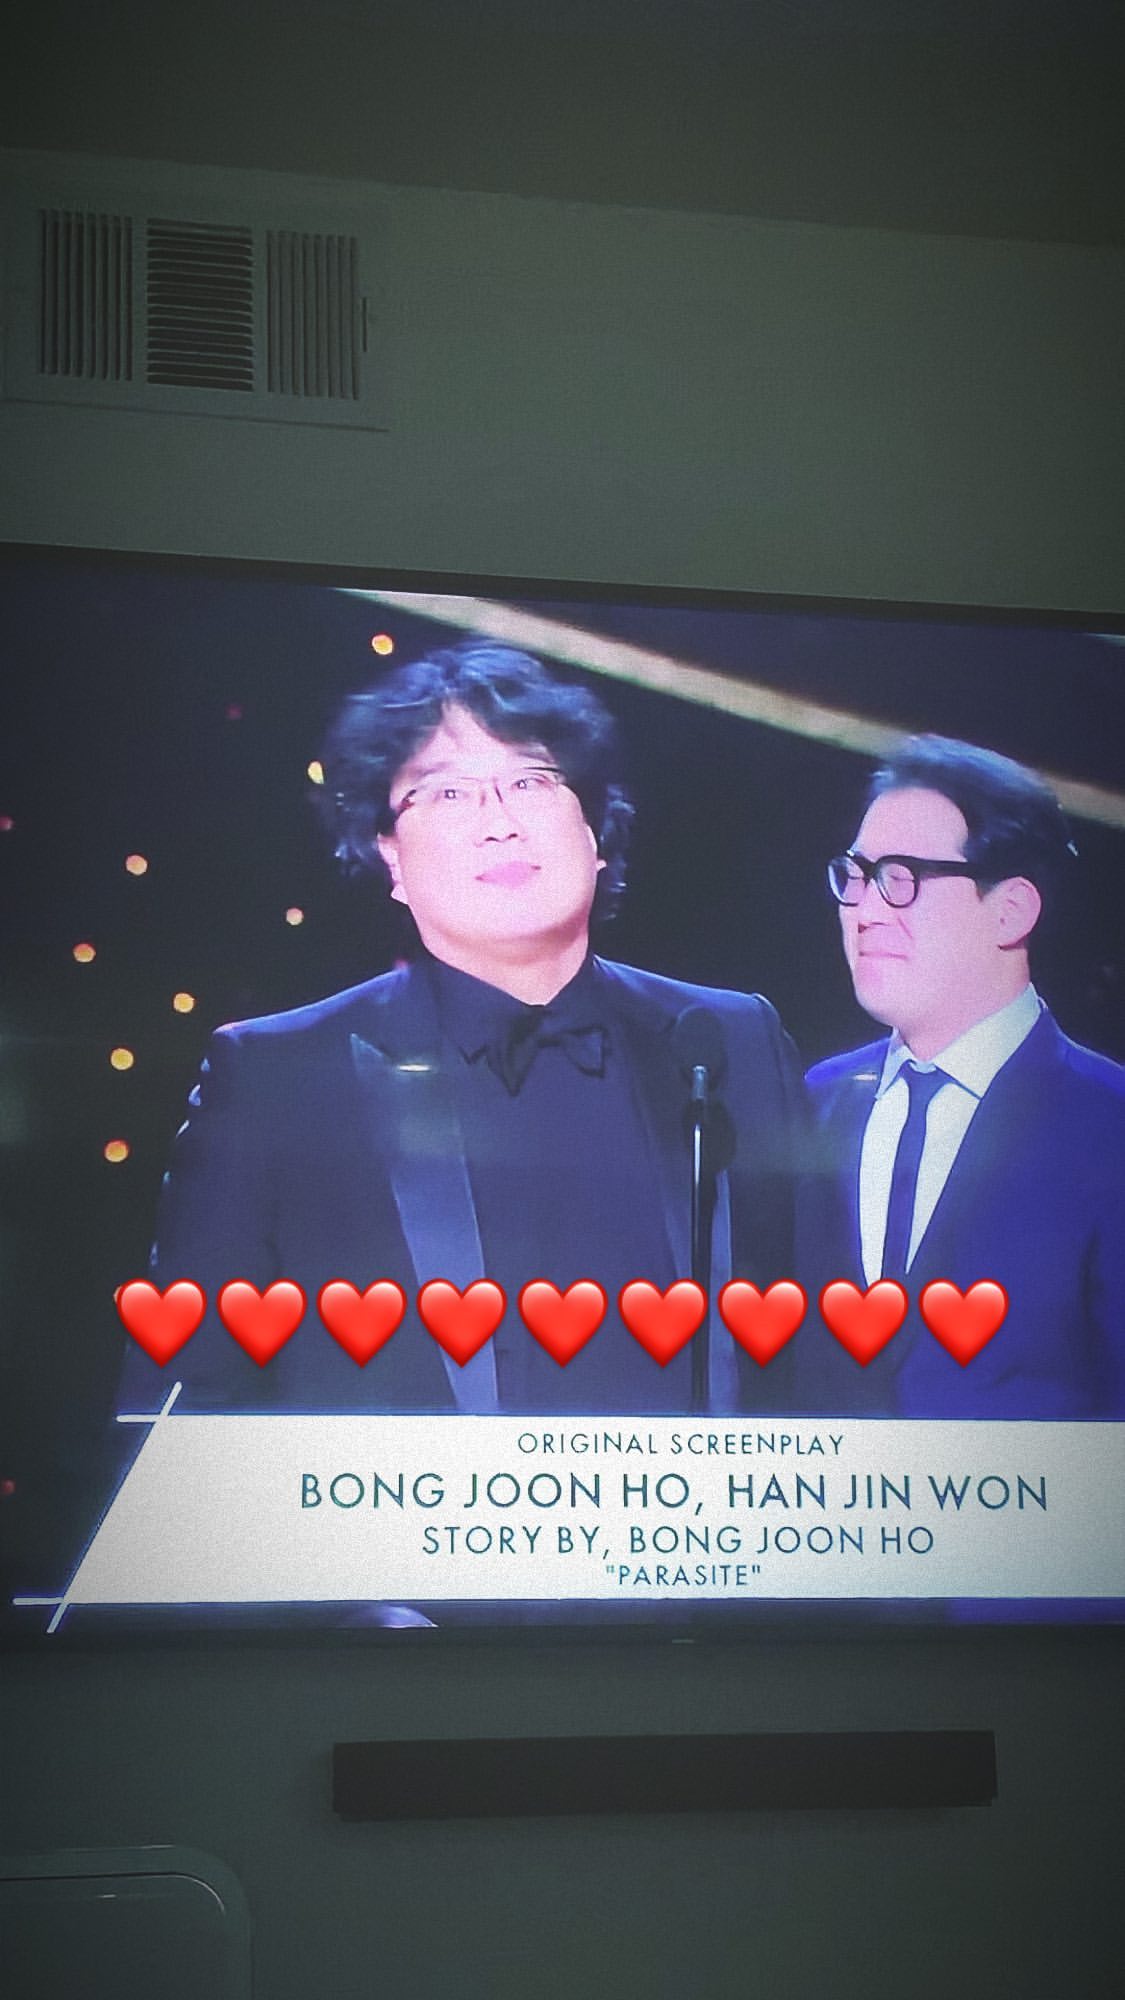 ORIGINAL SCREENPLAY
BONG JOON HO, HAN JIN WON
STORY BY, BONG JOON HO
"PARASITE"